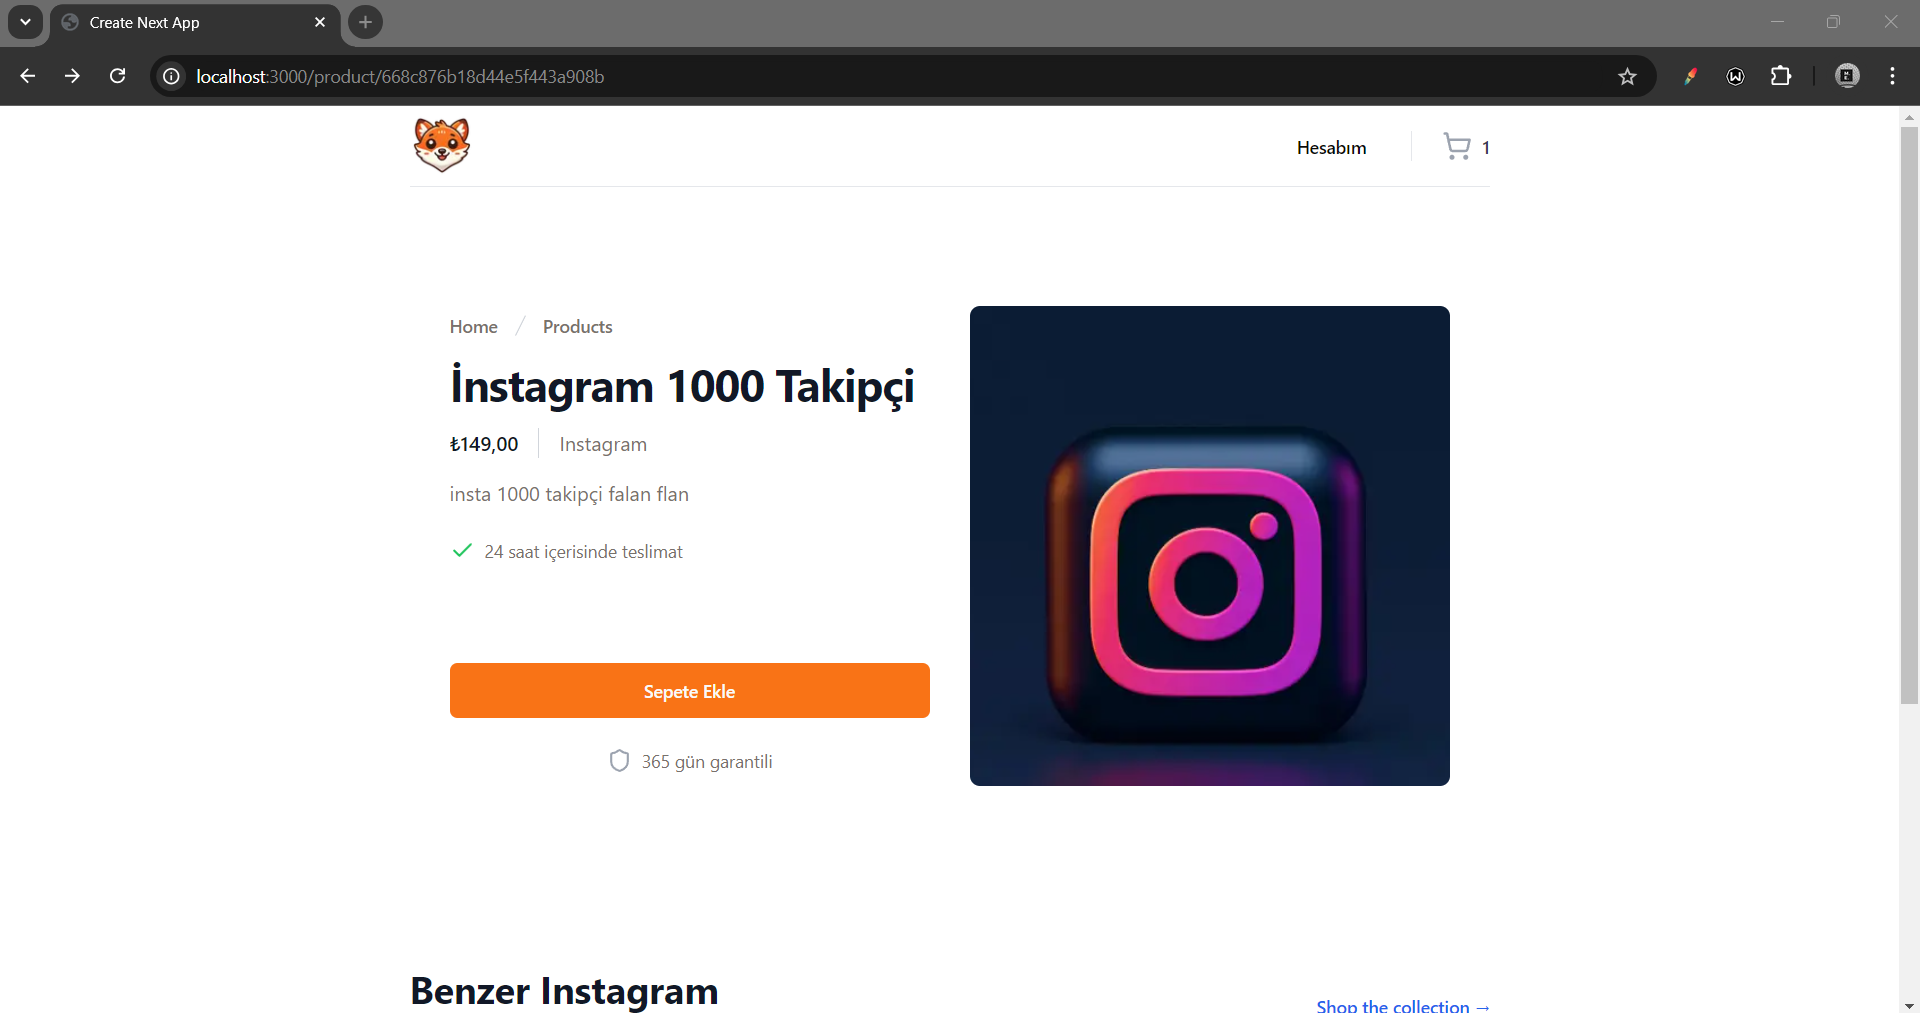 Create Next App
localhost:3000/product/668c876b18d44e5f443a908b
Hesabım
1
Home / Products
İnstagram 1000 Takipçi
₺149,00
Instagram
insta 1000 takipçi falan flan
24 saat içerisinde teslimat
Sepete Ekle
365 gün garantili
Benzer Instagram
Shop the collection →